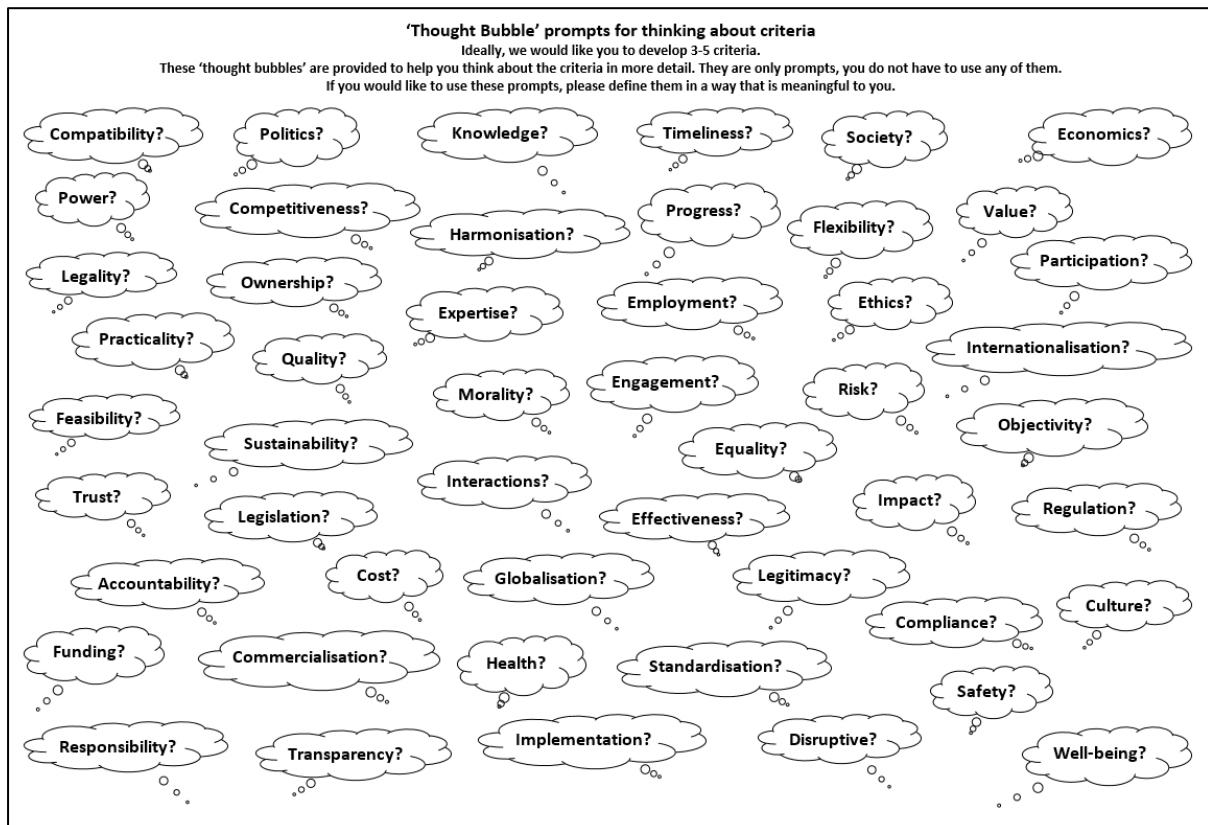 ‘Thought Bubble’ prompts for thinking about criteria
Ideally, we would like you to develop 3-5 criteria.
These ‘thought bubbles’ are provided to help you think about the criteria in more detail. They are only prompts, you do not have to use any of them.
If you would like to use these prompts, please define them in a way that is meaningful to you.
Compatibility?
Politics?
Knowledge?
Timeliness?
Society?
Economics?
Power?
Competitiveness?
Harmonisation?
Progress?
Flexibility?
Value?
Participation?
Legality?
Ownership?
Expertise?
Employment?
Ethics?
Practicality?
Quality?
Morality?
Engagement?
Risk?
Internationalisation?
Feasibility?
Sustainability?
Interactions?
Equality?
Objectivity?
Trust?
Legislation?
Effectiveness?
Impact?
Regulation?
Accountability?
Cost?
Globalisation?
Legitimacy?
Compliance?
Culture?
Funding?
Commercialisation?
Health?
Standardisation?
Safety?
Responsibility?
Transparency?
Implementation?
Disruptive?
Well-being?